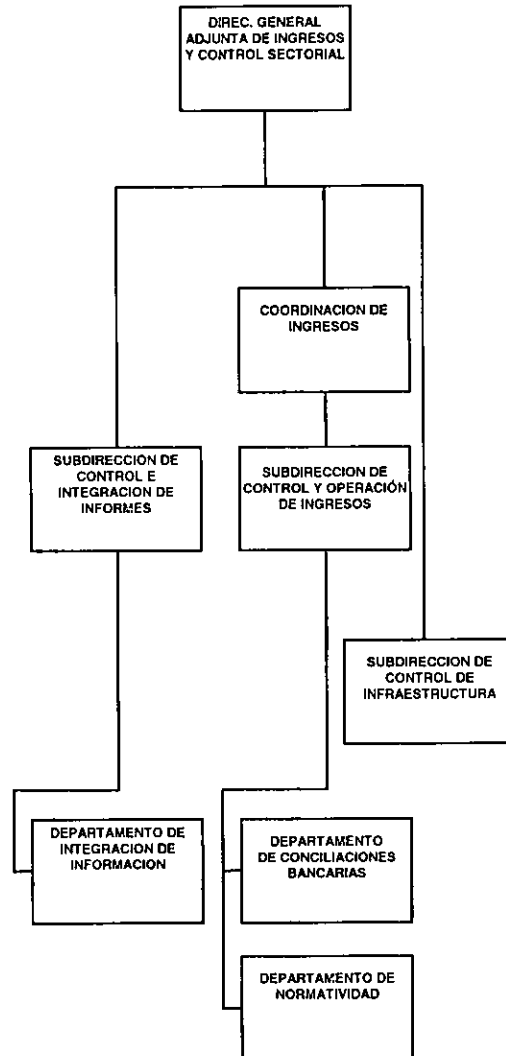 DIREC. GENERAL
ADJUNTA DE INGRESOS
Y CONTROL SECTORIAL
COORDINACION DE
INGRESOS
SUBDIRECCION DE
CONTROL E
INTEGRACION DE
INFORMES
SUBDIRECCION DE
CONTROL Y OPERACIÓN
DE INGRESOS
SUBDIRECCION DE
CONTROL DE
INFRAESTRUCTURA
DEPARTAMENTO DE
INTEGRACION DE
INFORMACION
DEPARTAMENTO
DE CONCILIACIONES
BANCARIAS
DEPARTAMENTO DE
NORMATIVIDAD